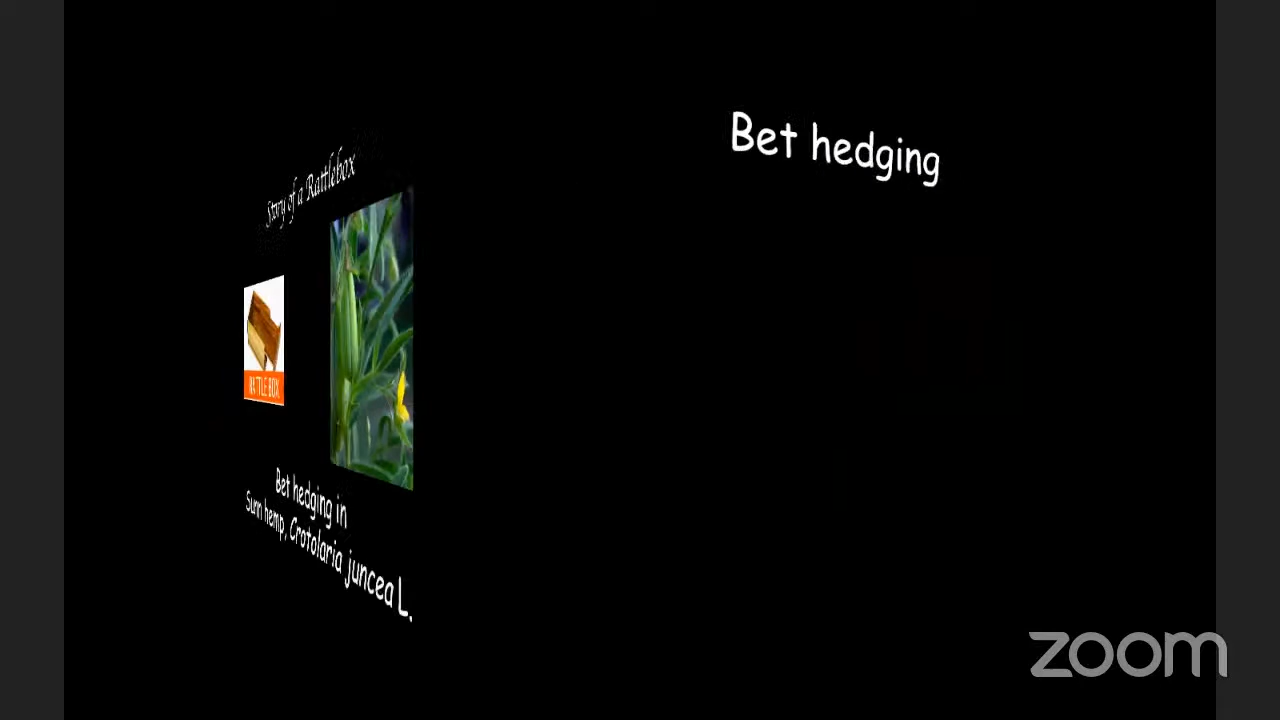 Story of a Rattlebox
RATTLE BOX
Bet hedging in
Sunn hemp, Crotolaria juncea L.
Bet hedging
zoom